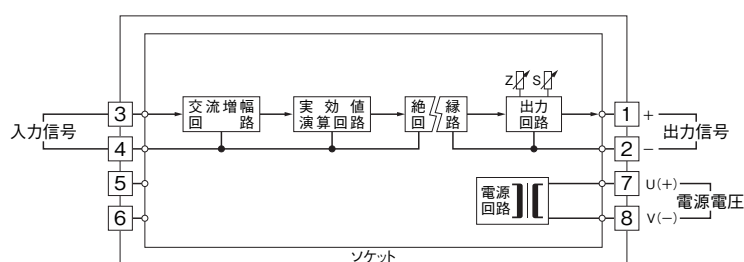 Z S
交流増幅
回 路
実 効 値
演算回路
絶 縁
回 路
出力
回路
3
4
5
6
入力信号
1 +
2 −
出力信号
電源
回路
7 U(+)
8 V(−)
電源電圧
ソケット